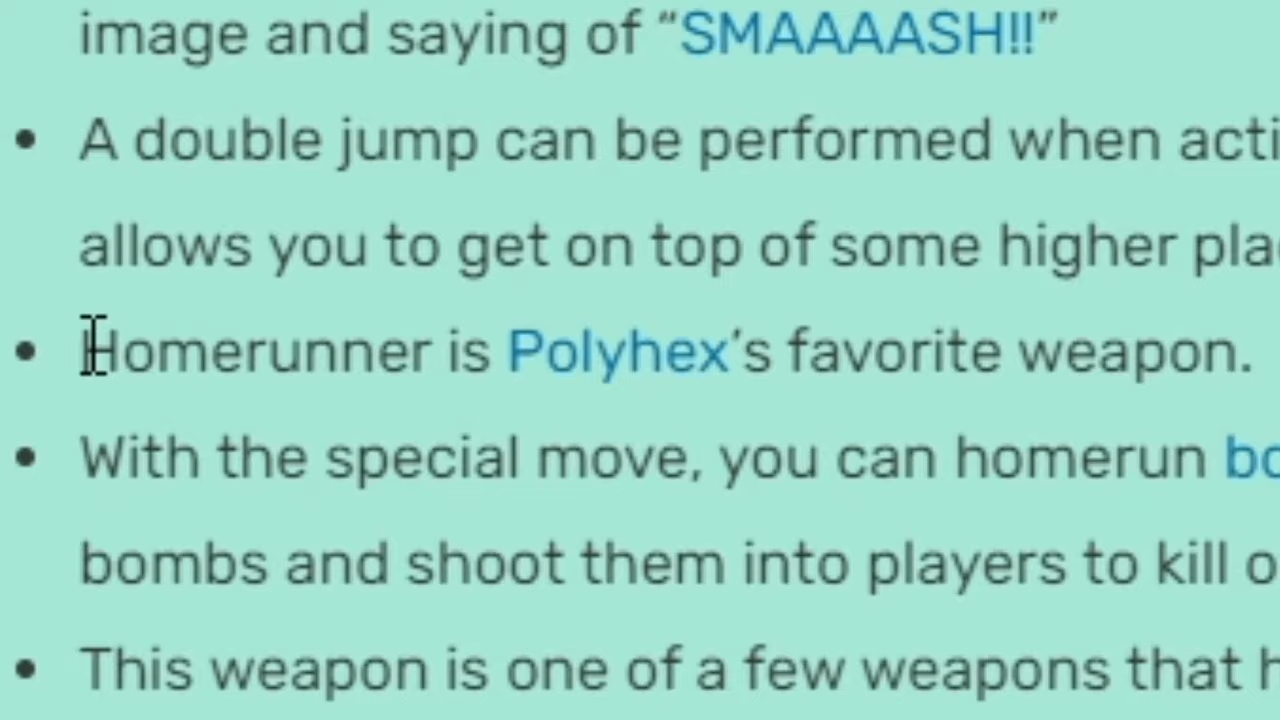 image and saying of “SMAAAASH!!”
A double jump can be performed when
allows you to get on top of some higher
Homerunner is Polyhex’s favorite weapon.
With the special move, you can homerun
bombs and shoot them into players to kill
This weapon is one of a few weapons that